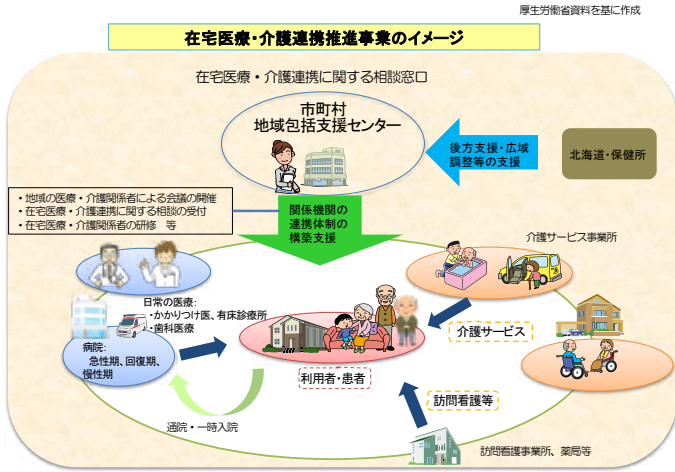 厚生労働省資料を基に作成
在宅医療・介護連携推進事業のイメージ
在宅医療・介護連携に関する相談窓口
市町村
地域包括支援センター
後方支援・広域
調整等の支援
北海道・保健所
・地域の医療・介護関係者による会議の開催
・在宅医療・介護連携に関する相談の受付
・在宅医療・介護関係者の研修　等
関係機関の
連携体制の
構築支援
介護サービス事業所
日常の医療:
・かかりつけ医、有床診療所
・歯科医療
病院:
急性期、回復期、
慢性期
介護サービス
利用者・患者
訪問看護等
通院・一時入院
訪問看護事業所、薬局等